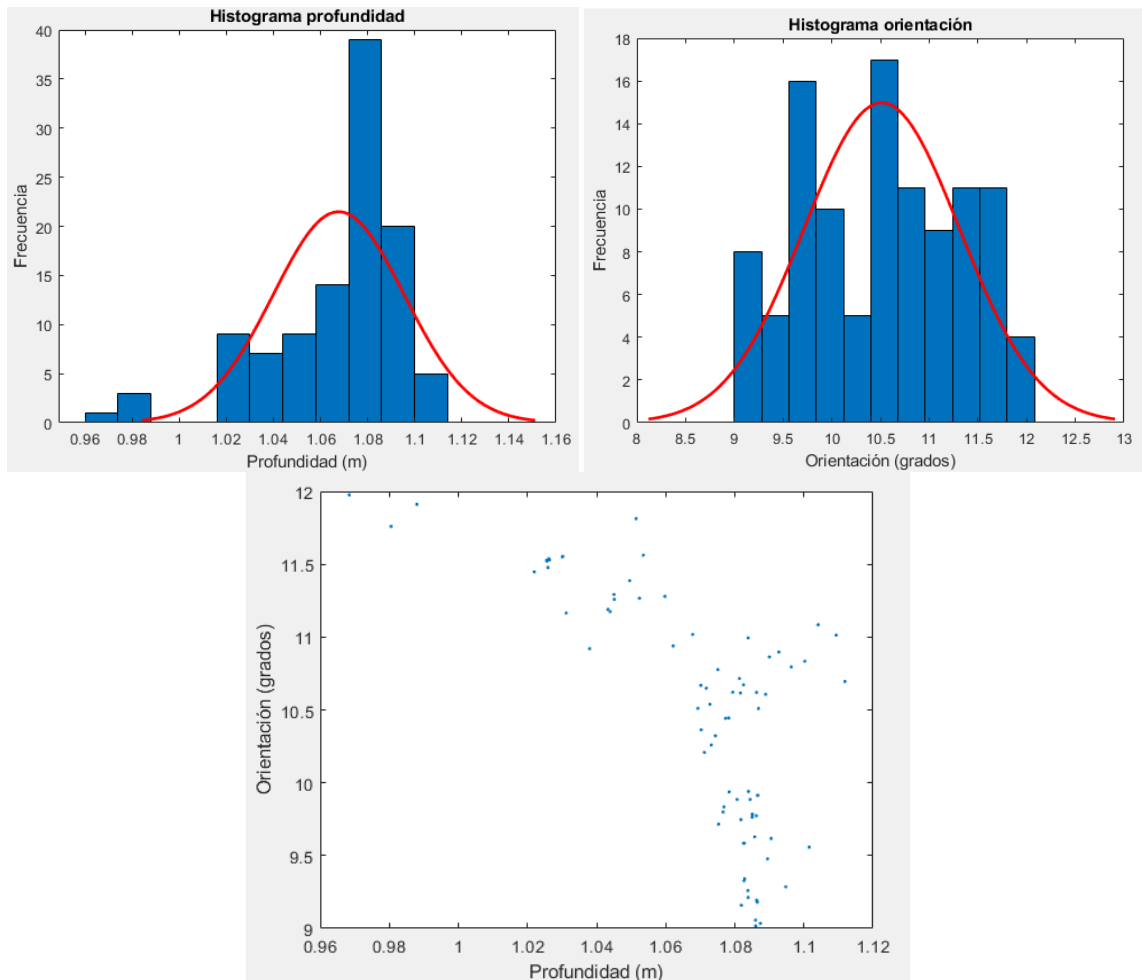 Histograma profundidad
40
35
30
25
20
15
10
5
0
Frecuencia
0.96 0.98 1 1.02 1.04 1.06 1.08 1.1 1.12 1.14 1.16
Profundidad (m)
Histograma orientación
18
16
14
12
10
8
6
4
2
0
Frecuencia
8 8.5 9 9.5 10 10.5 11 11.5 12 12.5 13
Orientación (grados)
12
11.5
11
10.5
10
9.5
9
Orientación (grados)
0.96 0.98 1 1.02 1.04 1.06 1.08 1.1 1.12
Profundidad (m)